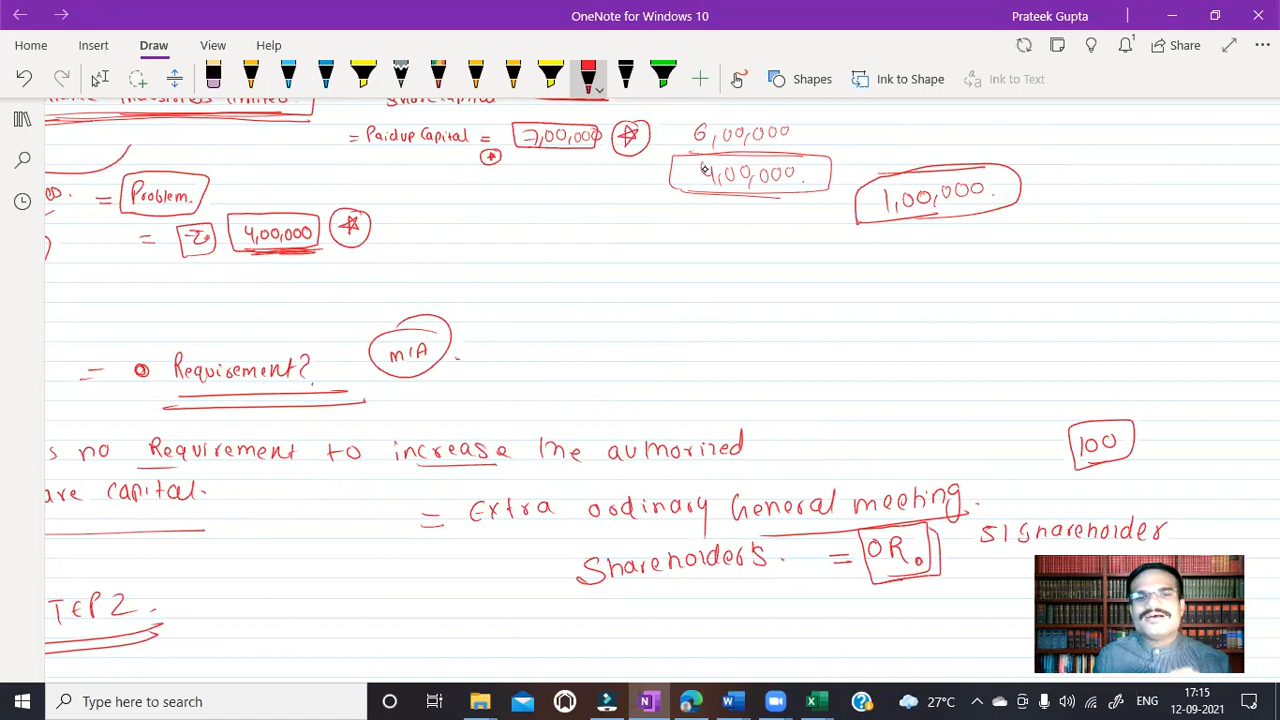 OneNote for Windows 10
Prateek Gupta
Home Insert Draw View Help
Share
Shapes
Ink to Shape
Ink to Text
= Paidup Capital = 7,00,000
6,00,000
4,00,000.
1,00,000.
= Problem.
= 4,00,000
= Requirement?
M/A
s no Requirement to increase the authorized
are capital.
100
= Extra ordinary General meeting.
Shareholders. = OR.
51 shareholder
TEP 2.
Type here to search
27°C
ENG
17:15
12-09-2021